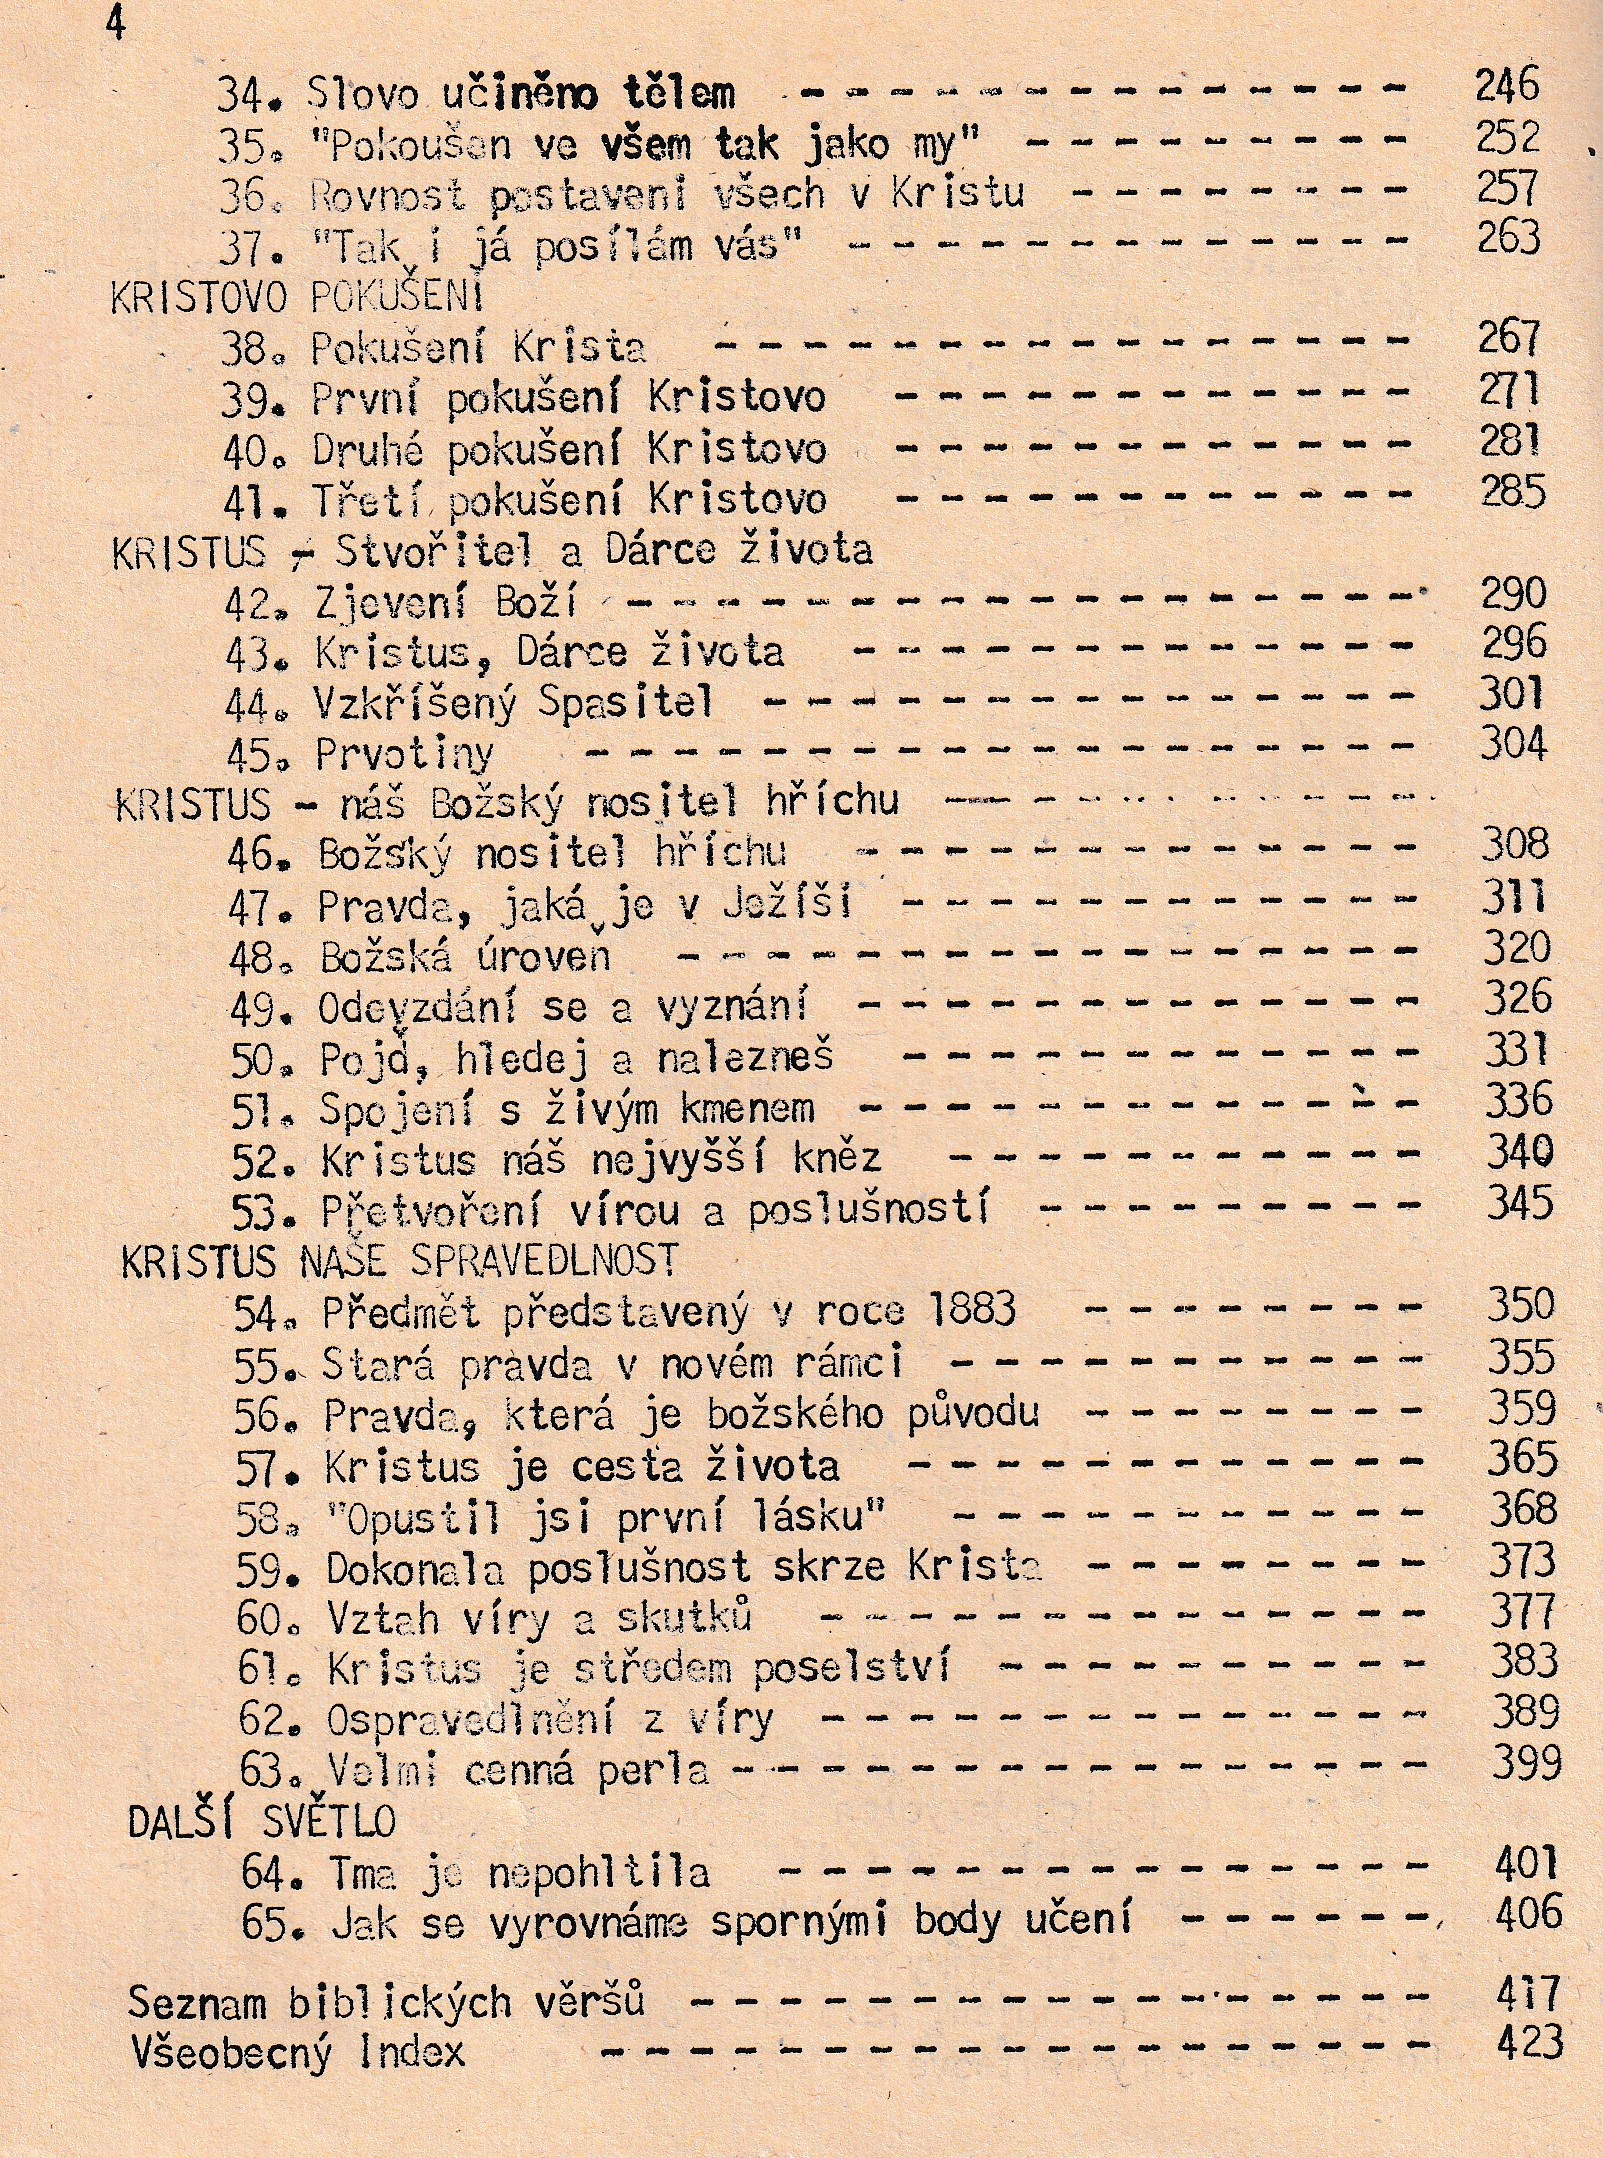 4
34. Slovo učiněno tělem - - - - - - - - - - - - - - 246
35. "Pokoušen ve všem tak jako my" - - - - - - - - - 252
36. Rovnost postavení všech v Kristu - - - - - - - - 257
37. "Tak i já posílám vás" - - - - - - - - - - - - - 263
KRISTOVO POKUŠENÍ
38. Pokušení Krista - - - - - - - - - - - - - - - - 267
39. První pokušení Kristovo - - - - - - - - - - - - 271
40. Druhé pokušení Kristovo - - - - - - - - - - - - 281
41. Třetí pokušení Kristovo - - - - - - - - - - - - 285
KRISTUS - Stvořitel a Dárce života
42. Zjevení Boží - - - - - - - - - - - - - - - - - - 290
43. Kristus, Dárce života - - - - - - - - - - - - - 296
44. Vzkříšený Spasitel - - - - - - - - - - - - - - - 301
45. Prvotiny - - - - - - - - - - - - - - - - - - - 304
KRISTUS - náš Božský nositel hříchu - - - - - - - - - - -
46. Božský nositel hříchu - - - - - - - - - - - - - 308
47. Pravda, jaká je v Ježíši - - - - - - - - - - - - 311
48. Božská úroveň - - - - - - - - - - - - - - - - - 320
49. Odevzdání se a vyznání - - - - - - - - - - - - - 326
50. Pojď, hledej a nalezneš - - - - - - - - - - - - 331
51. Spojení s živým kmenem - - - - - - - - - - - - - 336
52. Kristus náš nejvyšší kněz - - - - - - - - - - - 340
53. Přetvoření vírou a poslušností - - - - - - - - - 345
KRISTUS NAŠE SPRAVEDLNOST
54. Předmět představený v roce 1883 - - - - - - - - 350
55. Stará pravda v novém rámci - - - - - - - - - - - 355
56. Pravda, která je božského původu - - - - - - - - 359
57. Kristus je cesta života - - - - - - - - - - - - 365
58. "Opustil jsi první lásku" - - - - - - - - - - - 368
59. Dokonala poslušnost skrze Krista - - - - - - - - 373
60. Vztah víry a skutků - - - - - - - - - - - - - - 377
61. Kristus je středem poselství - - - - - - - - - - 383
62. Ospravedlnění z víry - - - - - - - - - - - - - - 389
63. Velmi cenná perla - - - - - - - - - - - - - - - - 399
DALŠÍ SVĚTLO
64. Tma je nepohltila - - - - - - - - - - - - - - - 401
65. Jak se vyrovnáme spornými body učení - - - - - - 406
Seznam biblických věršů - - - - - - - - - - - - - - - - - 417
Všeobecný Index - - - - - - - - - - - - - - - - - - - 423